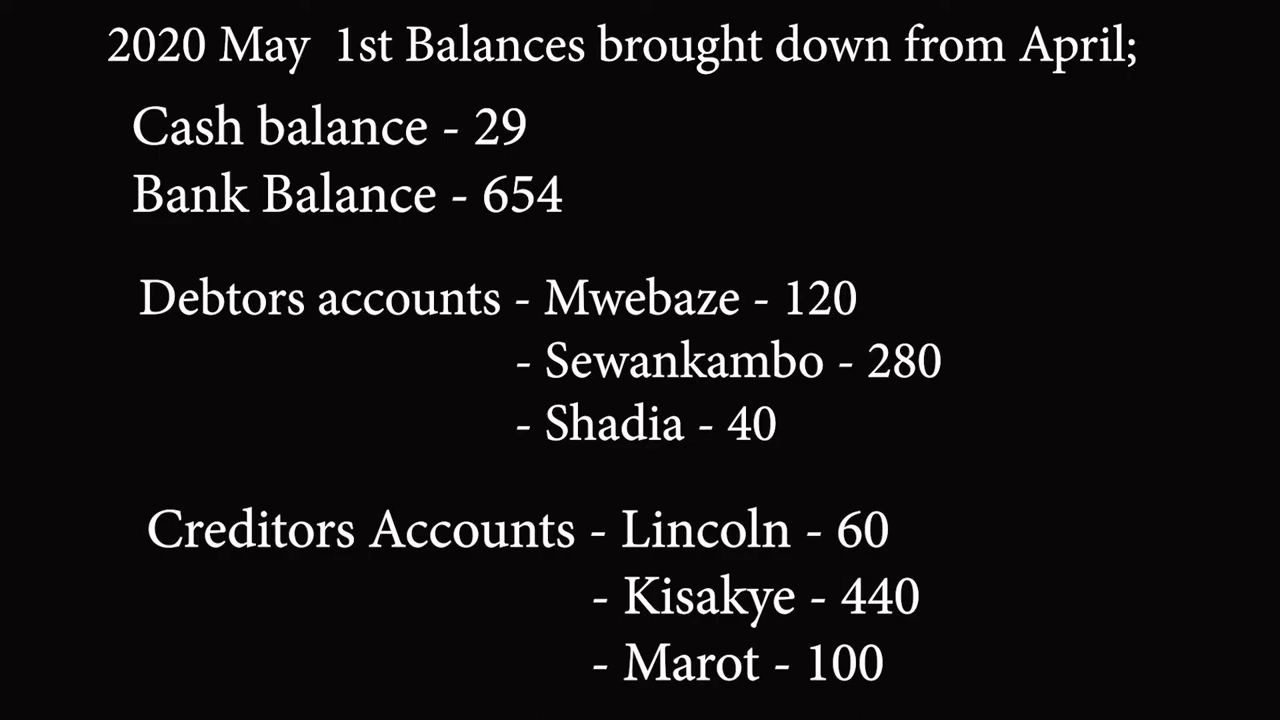 2020 May 1st Balances brought down from April;
Cash balance - 29
Bank Balance - 654
Debtors accounts - Mwebaze - 120
- Sewankambo - 280
- Shadia - 40
Creditors Accounts - Lincoln - 60
- Kisakye - 440
- Marot - 100